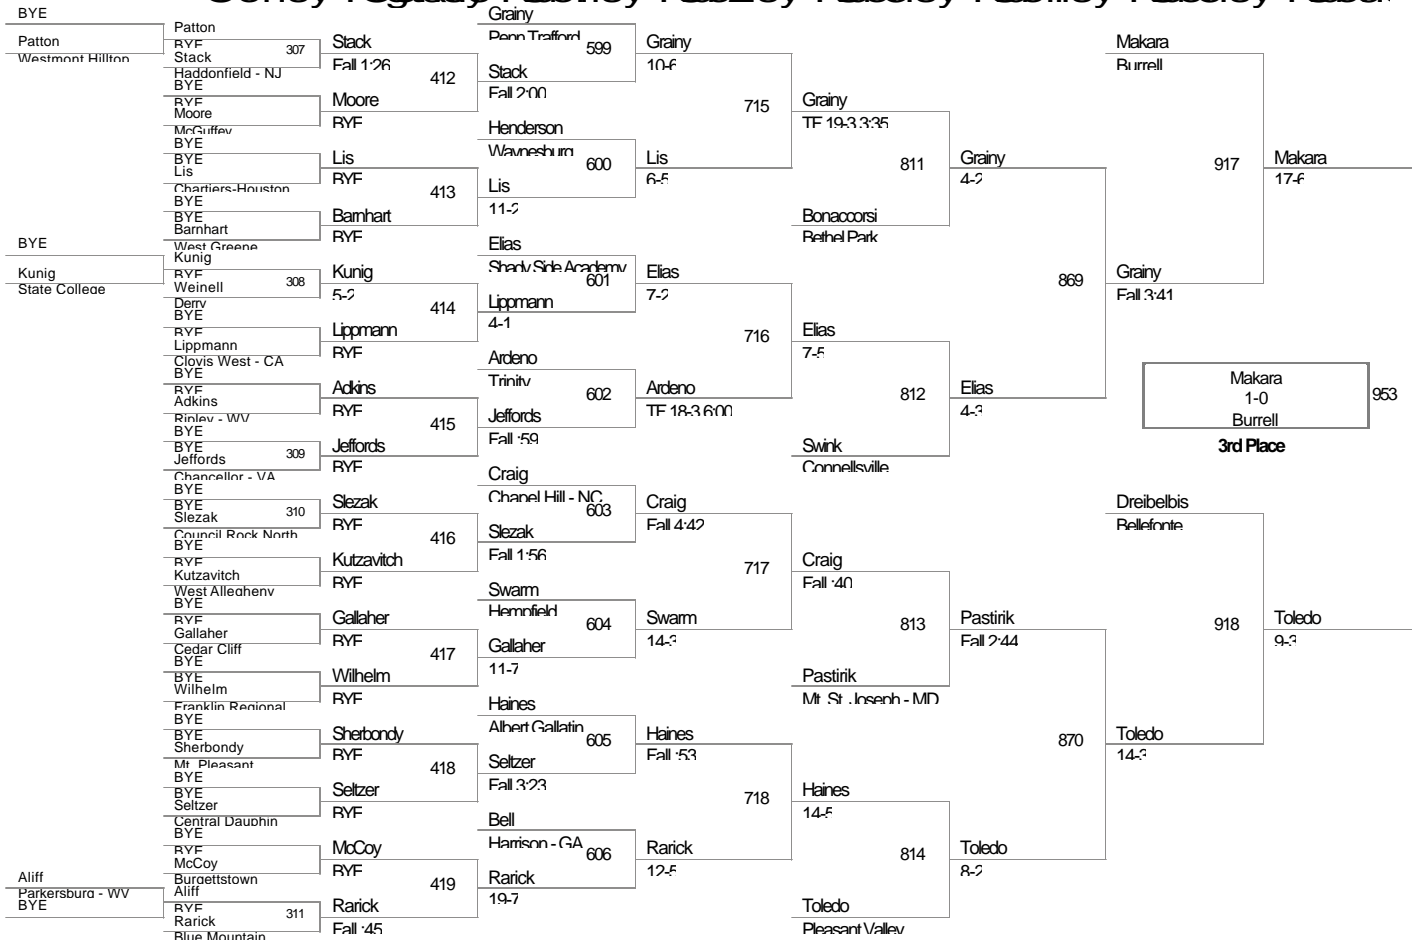 BYE
Patton
Westmont Hilltop
BYE
Kunig
State College
Aliff
Parkersburg - WV
BYE
Patton
BYE
307
Stack
Haddonfield - NJ
BYE
BYE
Moore
McGuffey
BYE
BYE
Lis
Chartiers-Houston
BYE
BYE
Barnhart
West Greene
Kunig
BYE
308
Weinell
Derry
BYE
BYE
Lippmann
Clovis West - CA
BYE
BYE
Adkins
Ripley - WV
BYE
BYE
309
Jeffords
Chancellor - VA
BYE
BYE
310
Slezak
Council Rock North
BYE
BYE
Kutzavitch
West Allegheny
BYE
BYE
Gallaher
Cedar Cliff
BYE
BYE
Wilhelm
Franklin Regional
BYE
BYE
Sherbondy
Mt. Pleasant
BYE
BYE
Seltzer
Central Dauphin
BYE
BYE
McCoy
Burgettstown
Aliff
BYE
311
Rarick
Blue Mountain
Stack
Fall 1:26
412
Moore
BYE
Lis
BYE
413
Barnhart
BYE
Kunig
5-2
414
Lippmann
BYE
Adkins
BYE
415
Jeffords
BYE
Slezak
BYE
416
Kutzavitch
BYE
Gallaher
BYE
417
Wilhelm
BYE
Sherbondy
BYE
418
Seltzer
BYE
McCoy
BYE
419
Rarick
Fall :45
Grainy
Penn Trafford
599
Stack
Fall 2:00
Henderson
Waynesburg
600
Lis
11-2
Elias
Shady Side Academy
601
Lippmann
4-1
Ardeno
Trinity
602
Jeffords
Fall :59
Craig
Chapel Hill - NC
603
Slezak
Fall 1:56
Swarm
Hempfield
604
Gallaher
11-7
Haines
Albert Gallatin
605
Seltzer
Fall 3:23
Bell
Harrison - GA
606
Rarick
19-7
Grainy
10-6
715
Lis
6-5
Elias
7-2
716
Ardeno
TF 18-3 6:00
Craig
Fall 4:42
717
Swarm
14-3
Haines
Fall :53
718
Rarick
12-5
Grainy
TF 19-3 3:35
811
Bonaccorsi
Bethel Park
Elias
7-5
812
Swink
Connellsville
Craig
Fall :40
813
Pastirik
Mt. St. Joseph - MD
Haines
14-5
814
Toledo
Pleasant Valley
Grainy
4-2
869
Elias
4-3
Pastirik
Fall 2:44
870
Toledo
8-2
Makara
Burrell
917
Grainy
Fall 3:41
Dreibelbis
Bellefonte
918
Toledo
14-3
Makara
17-6
Toledo
9-3
Makara
1-0
Burrell
953
3rd Place